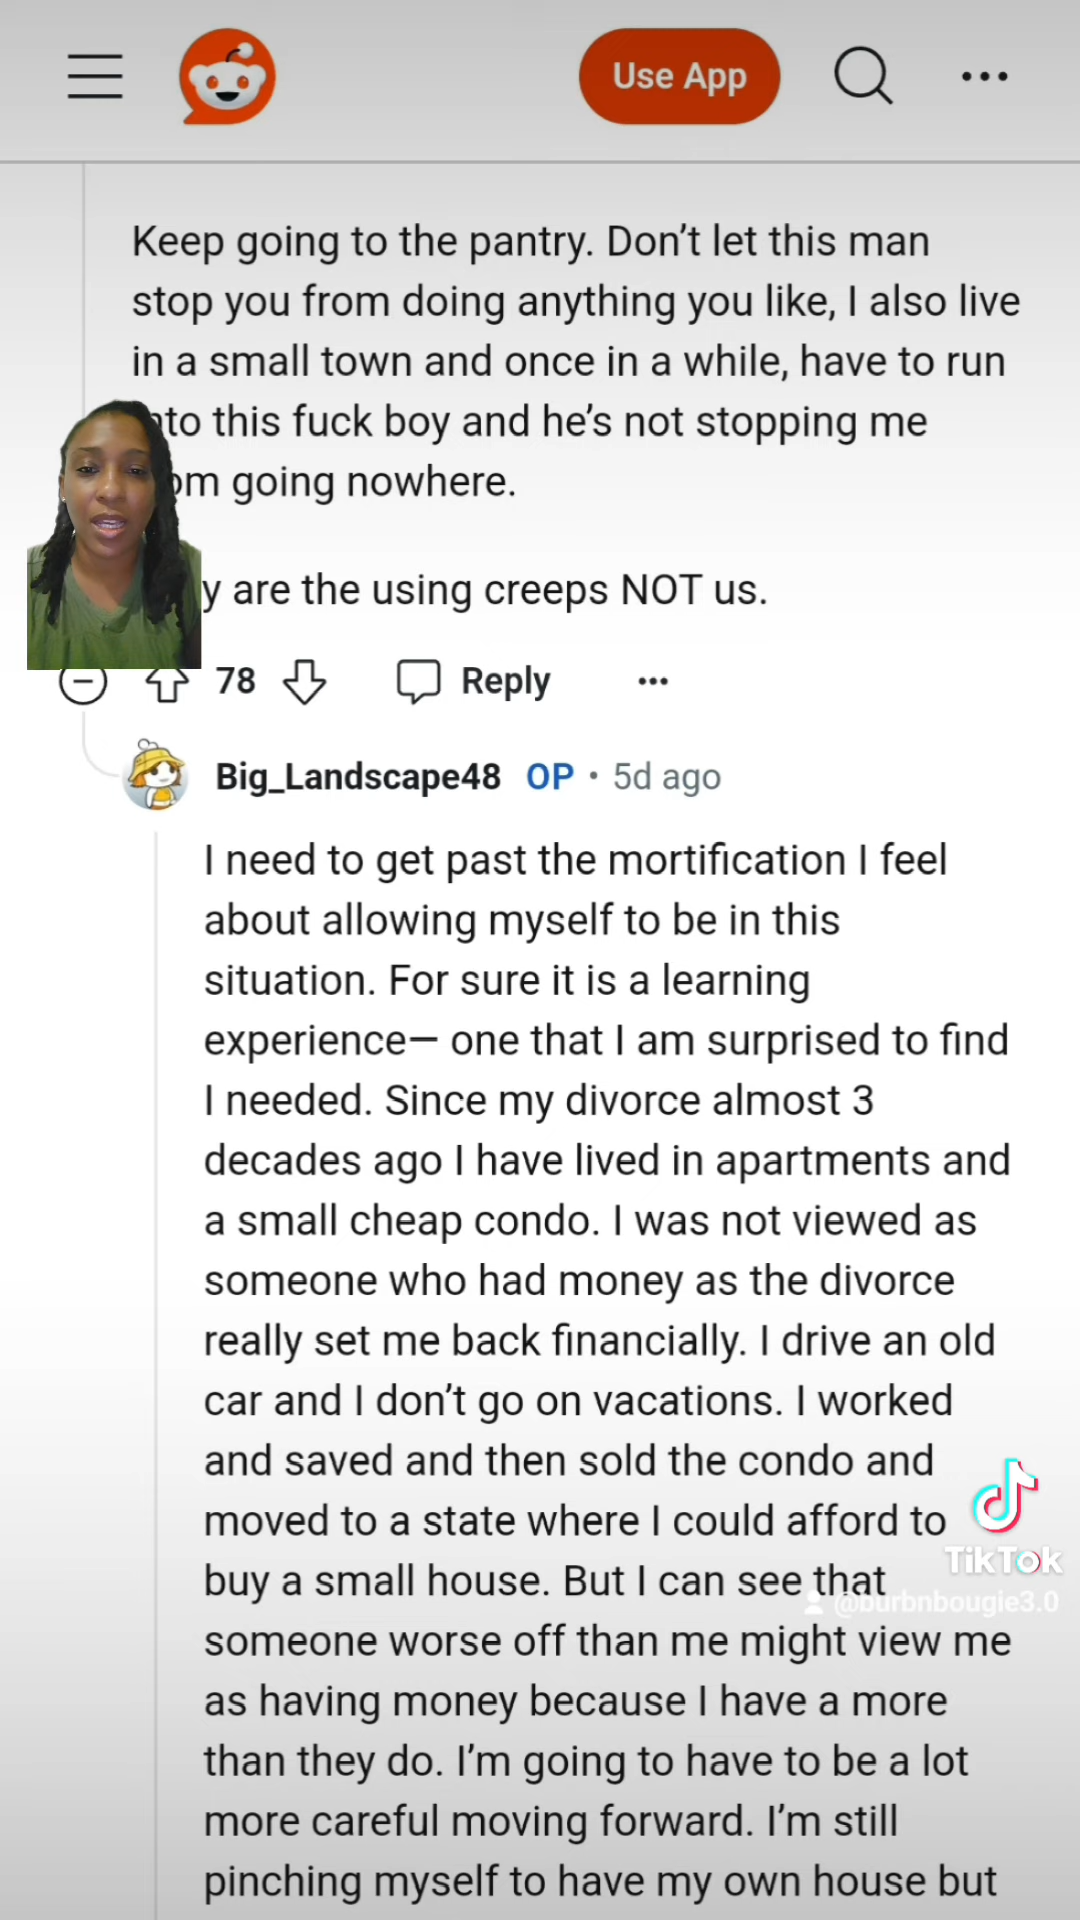 Use App
Keep going to the pantry. Don’t let this man
stop you from doing anything you like, I also live
in a small town and once in a while, have to run
this fuck boy and he’s not stopping me
going nowhere.
are the using creeps NOT us.
78 Reply
Big_Landscape48 OP • 5d ago
I need to get past the mortification I feel
about allowing myself to be in this
situation. For sure it is a learning
experience— one that I am surprised to find
I needed. Since my divorce almost 3
decades ago I have lived in apartments and
a small cheap condo. I was not viewed as
someone who had money as the divorce
really set me back financially. I drive an old
car and I don’t go on vacations. I worked
and saved and then sold the condo and
moved to a state where I could afford to
TikTok
buy a small house. But I can see that
@burbnbougie3.0
someone worse off than me might view me
as having money because I have a more
than they do. I’m going to have to be a lot
more careful moving forward. I’m still
pinching myself to have my own house but